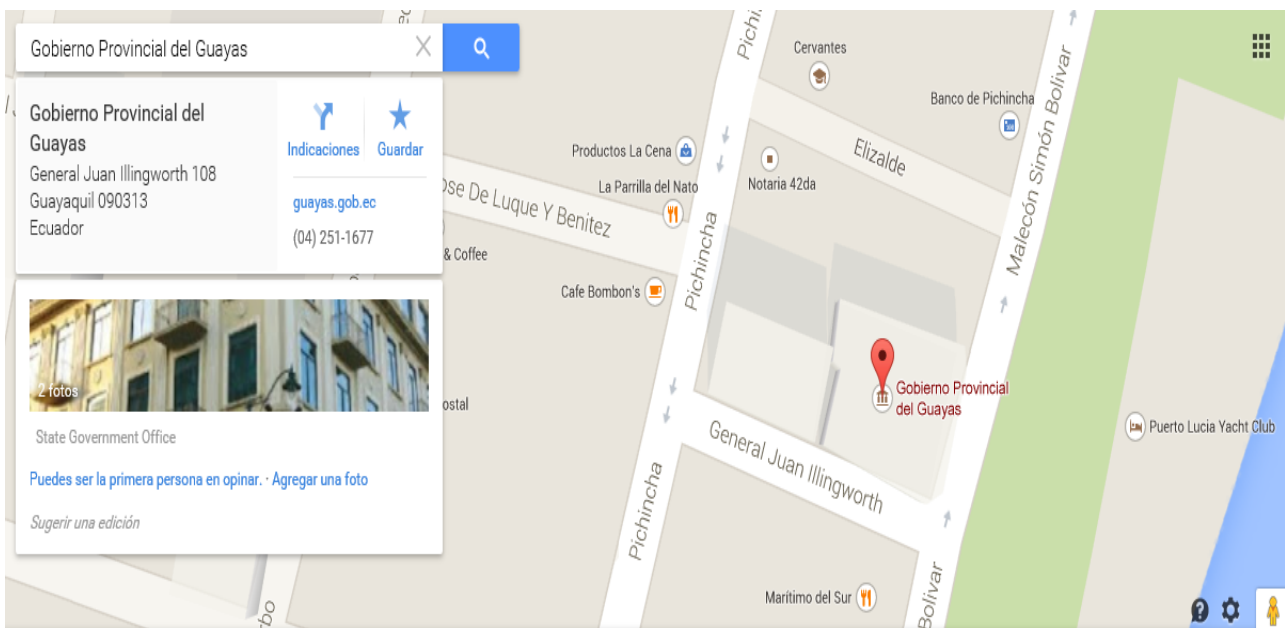 Gobierno Provincial del Guayas
Gobierno Provincial del
Guayas
General Juan Illingworth 108
Guayaquil 090313
Ecuador
Indicaciones
Guardar
guayas.gob.ec
(04) 251-1677
2 fotos
State Government Office
Puedes ser la primera persona en opinar. · Agregar una foto
Sugerir una edición
Pichi
Cervantes
Banco de Pichincha
Productos La Cena
Elizalde
La Parrilla del Nato
Notaria 42da
Malecón Simón Bolivar
ose De Luque Y Benitez
& Coffee
Pichincha
Cafe Bombon's
Gobierno Provincial
del Guayas
ostal
Puerto Lucia Yacht Club
General Juan Illingworth
Pichincha
Marítimo del Sur
Bolivar
rbo